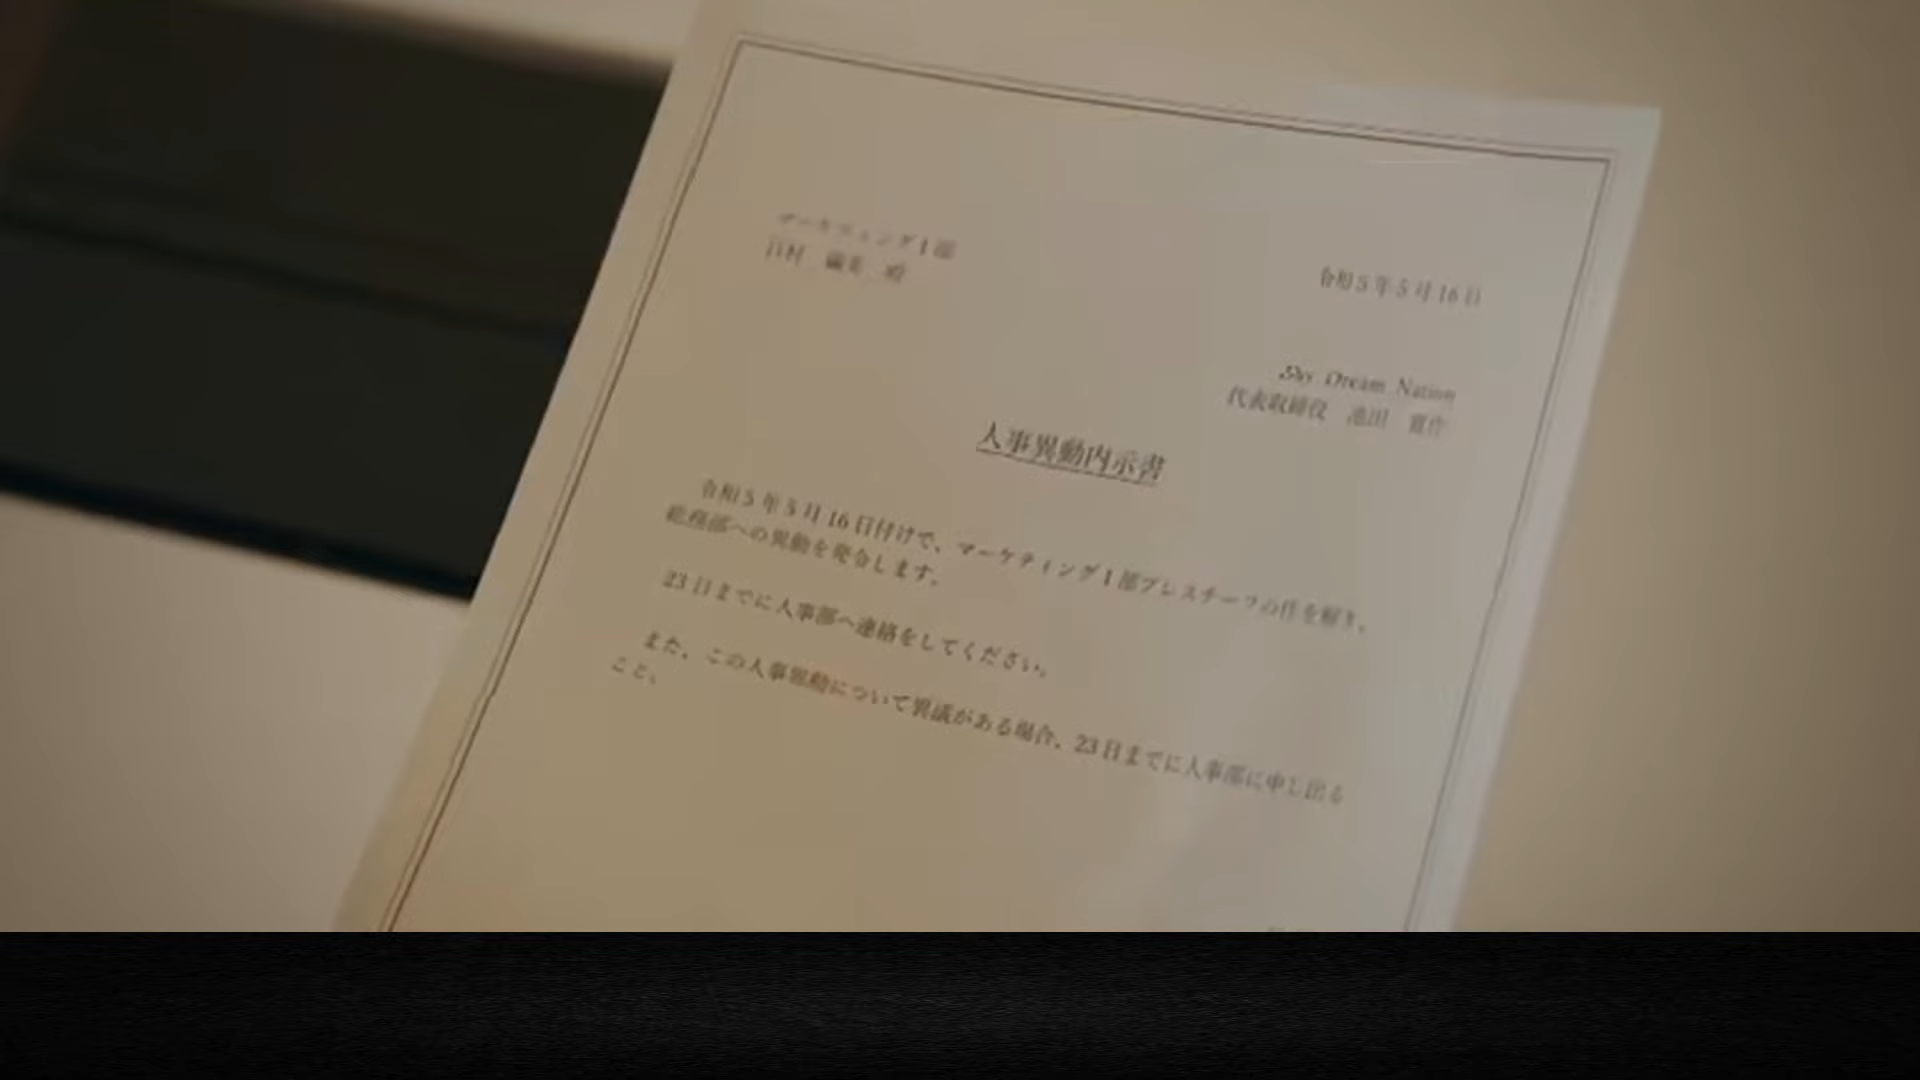 マーケティング1部
令和5年5月16日
Sky Dream Nation
代表取締役 池田
人事異動内示書
令和5年5月16日付けで、マーケティング1部プレスチーフの任を解き、
総務部への異動を発令します。
23日までに人事部へ連絡をしてください。
また、この人事異動について異議がある場合、23日までに人事部に申し出る
こと。